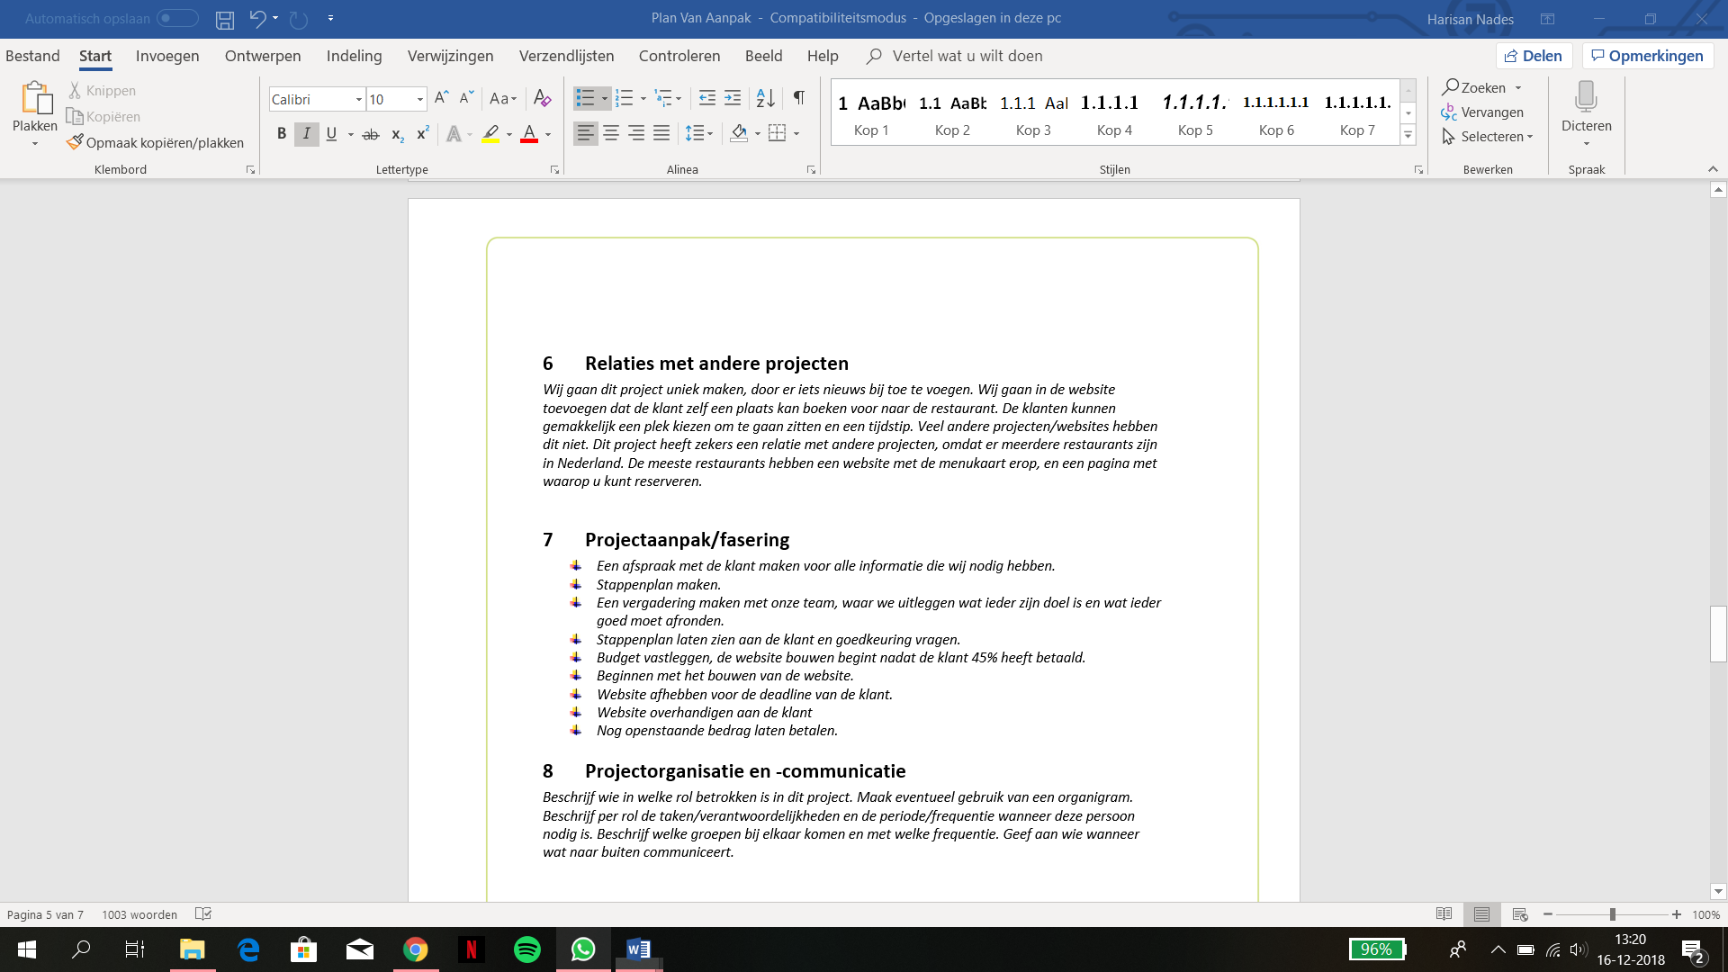 Automatisch opslaan
Plan Van Aanpak - Compatibiliteitsmodus - Opgeslagen in deze pc
Harisan Nades
Bestand Start Invoegen Ontwerpen Indeling Verwijzingen Verzendlijsten Controleren Beeld Help Vertel wat u wilt doen
Delen Opmerkingen
Plakken
Knippen
Kopiëren
Opmaak kopiëren/plakken
Klembord
Calibri 10
Lettertype
Alinea
1 AaBb( 1.1 AaBb 1.1.1 Aal 1.1.1.1 1.1.1.1. 1.1.1.1.1.1 1.1.1.1.1.
Kop 1 Kop 2 Kop 3 Kop 4 Kop 5 Kop 6 Kop 7
Stijlen
Zoeken
Vervangen
Selecteren
Bewerken
Dicteren
Spraak
6 Relaties met andere projecten
Wij gaan dit project uniek maken, door er iets nieuws bij toe te voegen. Wij gaan in de website
toevoegen dat de klant zelf een plaats kan boeken voor naar de restaurant. De klanten kunnen
gemakkelijk een plek kiezen om te gaan zitten en een tijdstip. Veel andere projecten/websites hebben
dit niet. Dit project heeft zekers een relatie met andere projecten, omdat er meerdere restaurants zijn
in Nederland. De meeste restaurants hebben een website met de menukaart erop, en een pagina met
waarop u kunt reserveren.
7 Projectaanpak/fasering
Een afspraak met de klant maken voor alle informatie die wij nodig hebben.
Stappenplan maken.
Een vergadering maken met onze team, waar we uitleggen wat ieder zijn doel is en wat ieder
goed moet afronden.
Stappenplan laten zien aan de klant en goedkeuring vragen.
Budget vastleggen, de website bouwen begint nadat de klant 45% heeft betaald.
Beginnen met het bouwen van de website.
Website afhebben voor de deadline van de klant.
Website overhandigen aan de klant
Nog openstaande bedrag laten betalen.
8 Projectorganisatie en -communicatie
Beschrijf wie in welke rol betrokken is in dit project. Maak eventueel gebruik van een organigram.
Beschrijf per rol de taken/verantwoordelijkheden en de periode/frequentie wanneer deze persoon
nodig is. Beschrijf welke groepen bij elkaar komen en met welke frequentie. Geef aan wie wanneer
wat naar buiten communiceert.
Pagina 5 van 7 1003 woorden
100%
96%
13:20
16-12-2018
2